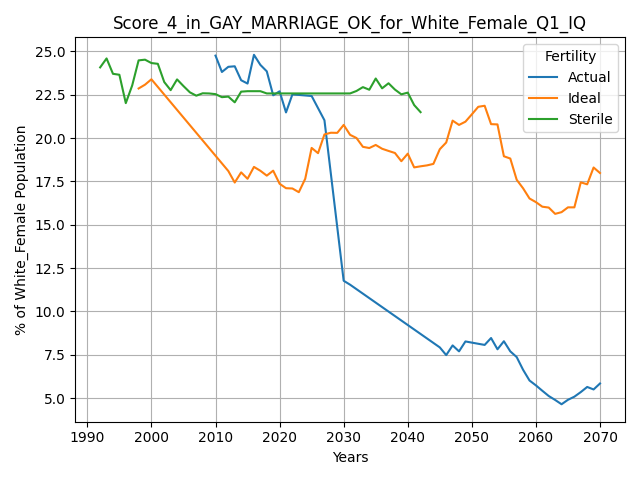 Score_4_in_GAY_MARRIAGE_OK_for_White_Female_Q1_IQ
Fertility
Actual
Ideal
Sterile
% of White_Female Population
25.0
22.5
20.0
17.5
15.0
12.5
10.0
7.5
5.0
1990 2000 2010 2020 2030 2040 2050 2060 2070
Years